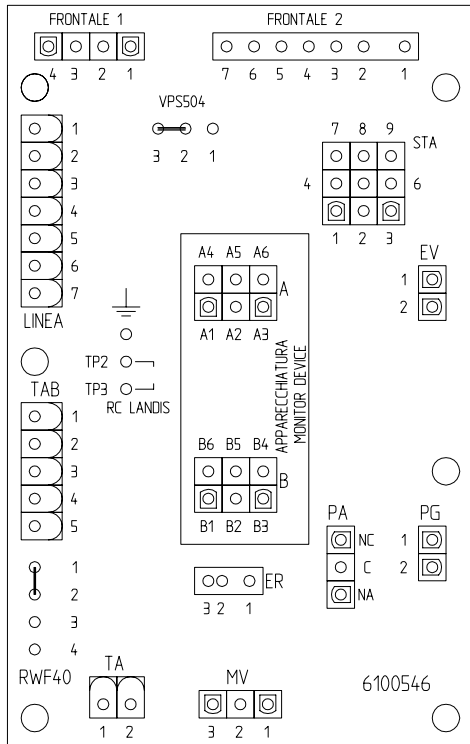 FRONTALE 1
FRONTALE 2
4 3 2 1
7 6 5 4 3 2 1
VPS504
3 2 1
1
2
3
4
5
6
7
LINEA
7 8 9
STA
4 6
1 2 3
EV
1
2
A4 A5 A6
A
A1 A2 A3
APPARECCHIATURA
MONITOR DEVICE
B6 B5 B4
B
B1 B2 B3
TP2
TP3
RC LANDIS
TAB
1
2
3
4
5
1
2
3
4
RWF40
ER
3 2 1
PA
NC
C
NA
PG
1
2
TA
1 2
MV
3 2 1
6100546